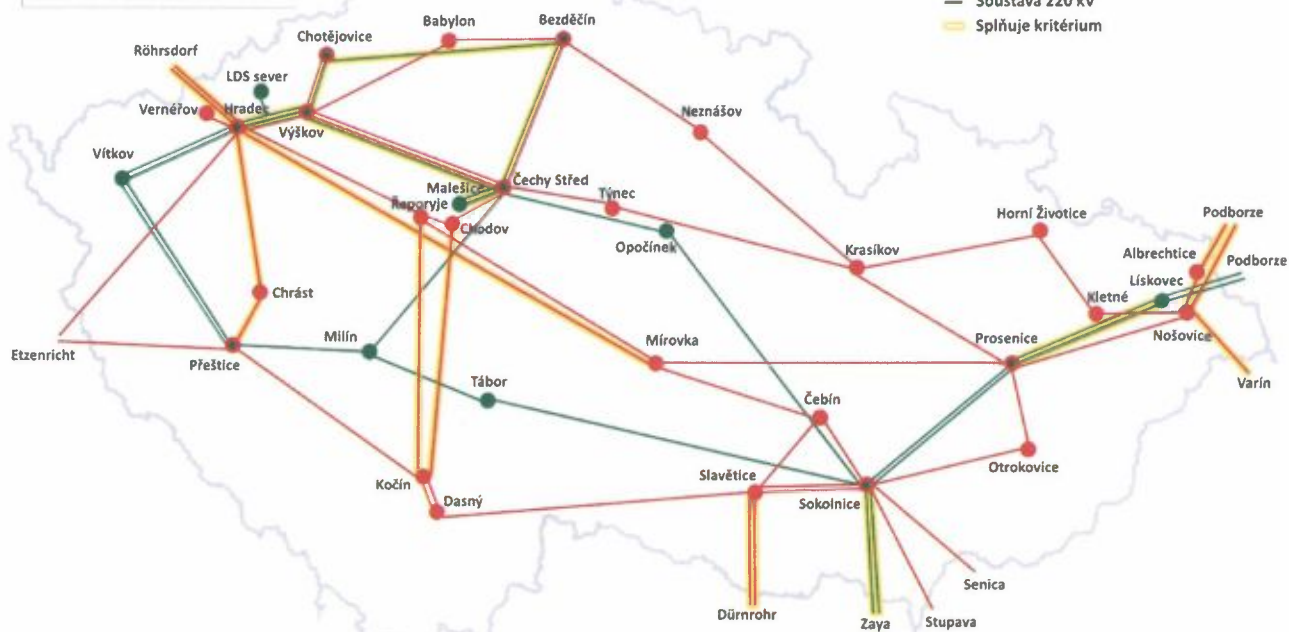 Soustava 220 kV
Splňuje kritérium
Babylon
Bezděčín
Chotějovice
Röhrsdorf
LDS sever
Vernéřov
Hradec
Výškov
Neznášov
Vítkov
Malešice
Čechy Střed
Týnec
Řeporyje
Chodov
Opočínek
Horní Životice
Podborze
Albrechtice
Podborze
Krasíkov
Lískovec
Chrást
Kletné
Nošovice
Milín
Mírovka
Prosenice
Etzenricht
Přeštice
Varín
Tábor
Čebín
Otrokovice
Kočín
Slavětice
Dasný
Sokolnice
Senica
Dürnrohr
Zaya
Stupava